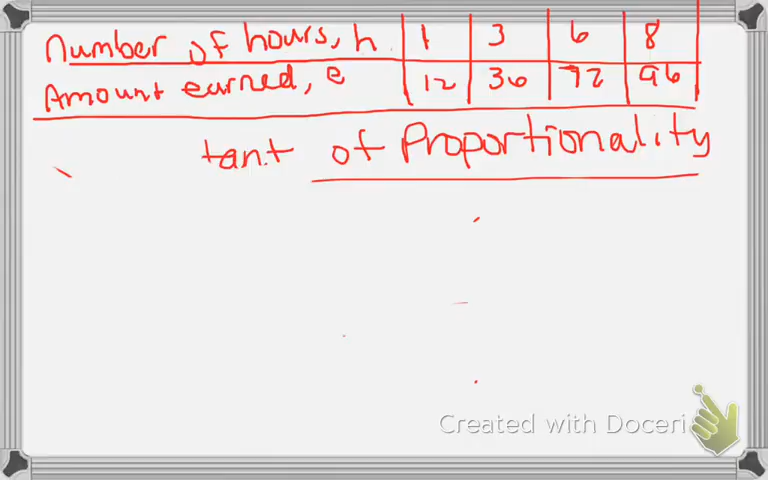 Number of hours, h 1 3 6 8
Amount earned, e 12 36 72 96
tant of Proportionality
Created with Doceri